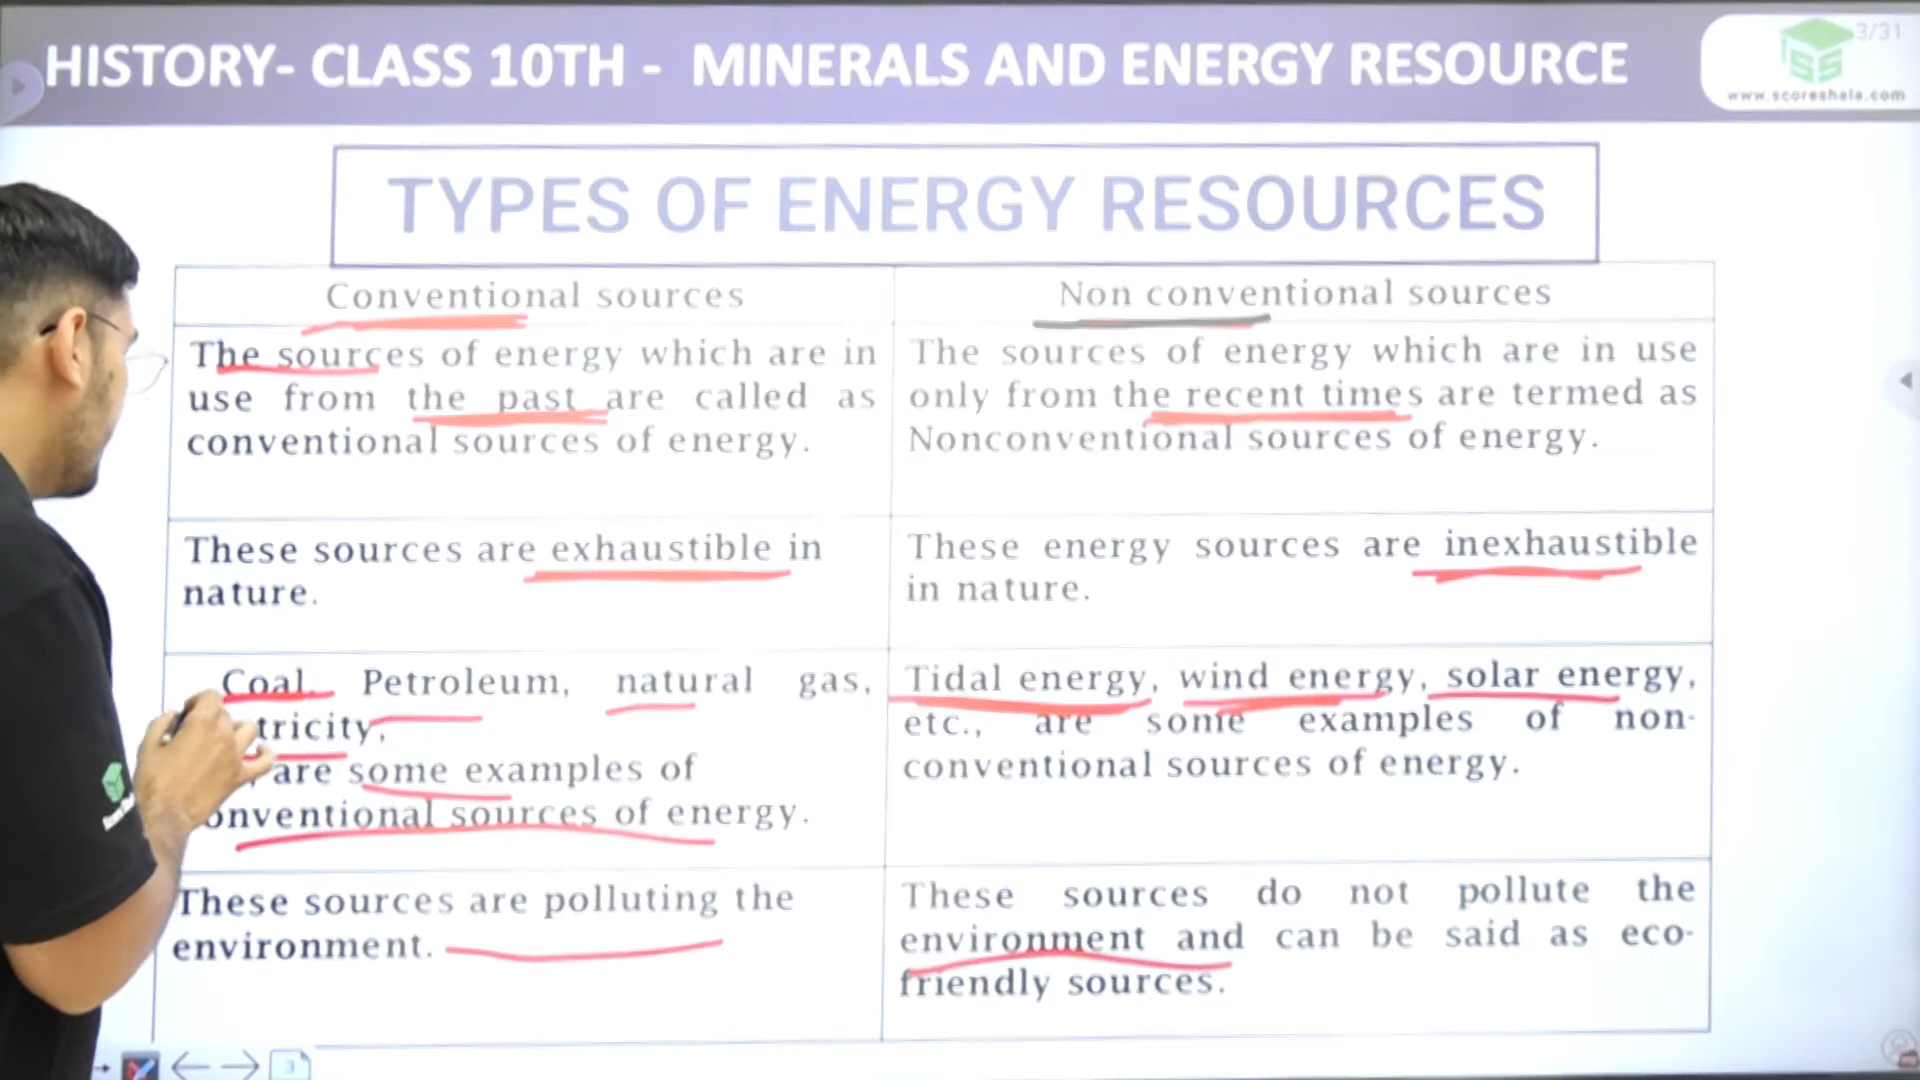 HISTORY- CLASS 10TH - MINERALS AND ENERGY RESOURCE
3/31
www.scoreshala.com
TYPES OF ENERGY RESOURCES
Conventional sources
The sources of energy which are in
use from the past are called as
conventional sources of energy.
Non conventional sources
The sources of energy which are in use
only from the recent times are termed as
Nonconventional sources of energy.
These sources are exhaustible in
nature.
These energy sources are inexhaustible
in nature.
Coal, Petroleum, natural gas,
tricity,
are some examples of
onventional sources of energy.
Tidal energy, wind energy, solar energy,
etc., are some examples of non-
conventional sources of energy.
These sources are polluting the
environment.
These sources do not pollute the
environment and can be said as eco-
friendly sources.
3